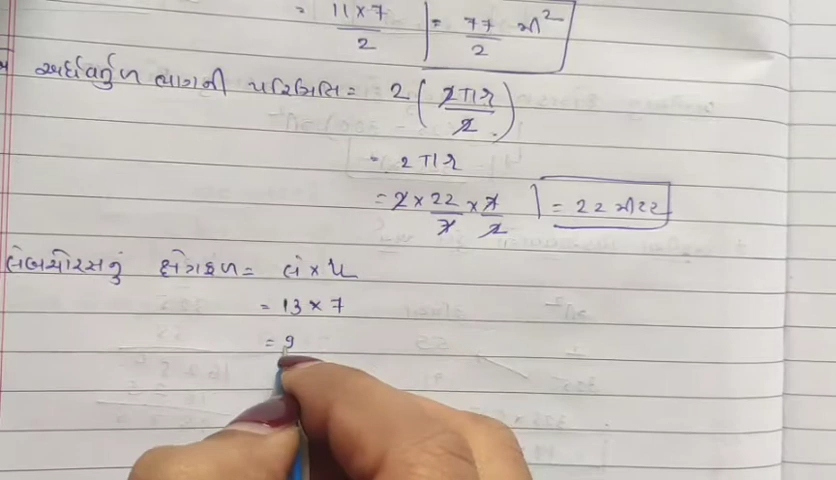 = 11 × 7 / 2 = 77 / 2 મી²
અર્ધવર્તુળ ભાગની પરિમિતિ = 2 ( 2πr / 2 )
= 2πr
= 2 × 22/7 × 7/2 = 22 મીટર
લંબચોરસનું ક્ષેત્રફળ = લં × પ
= 13 × 7
= 9